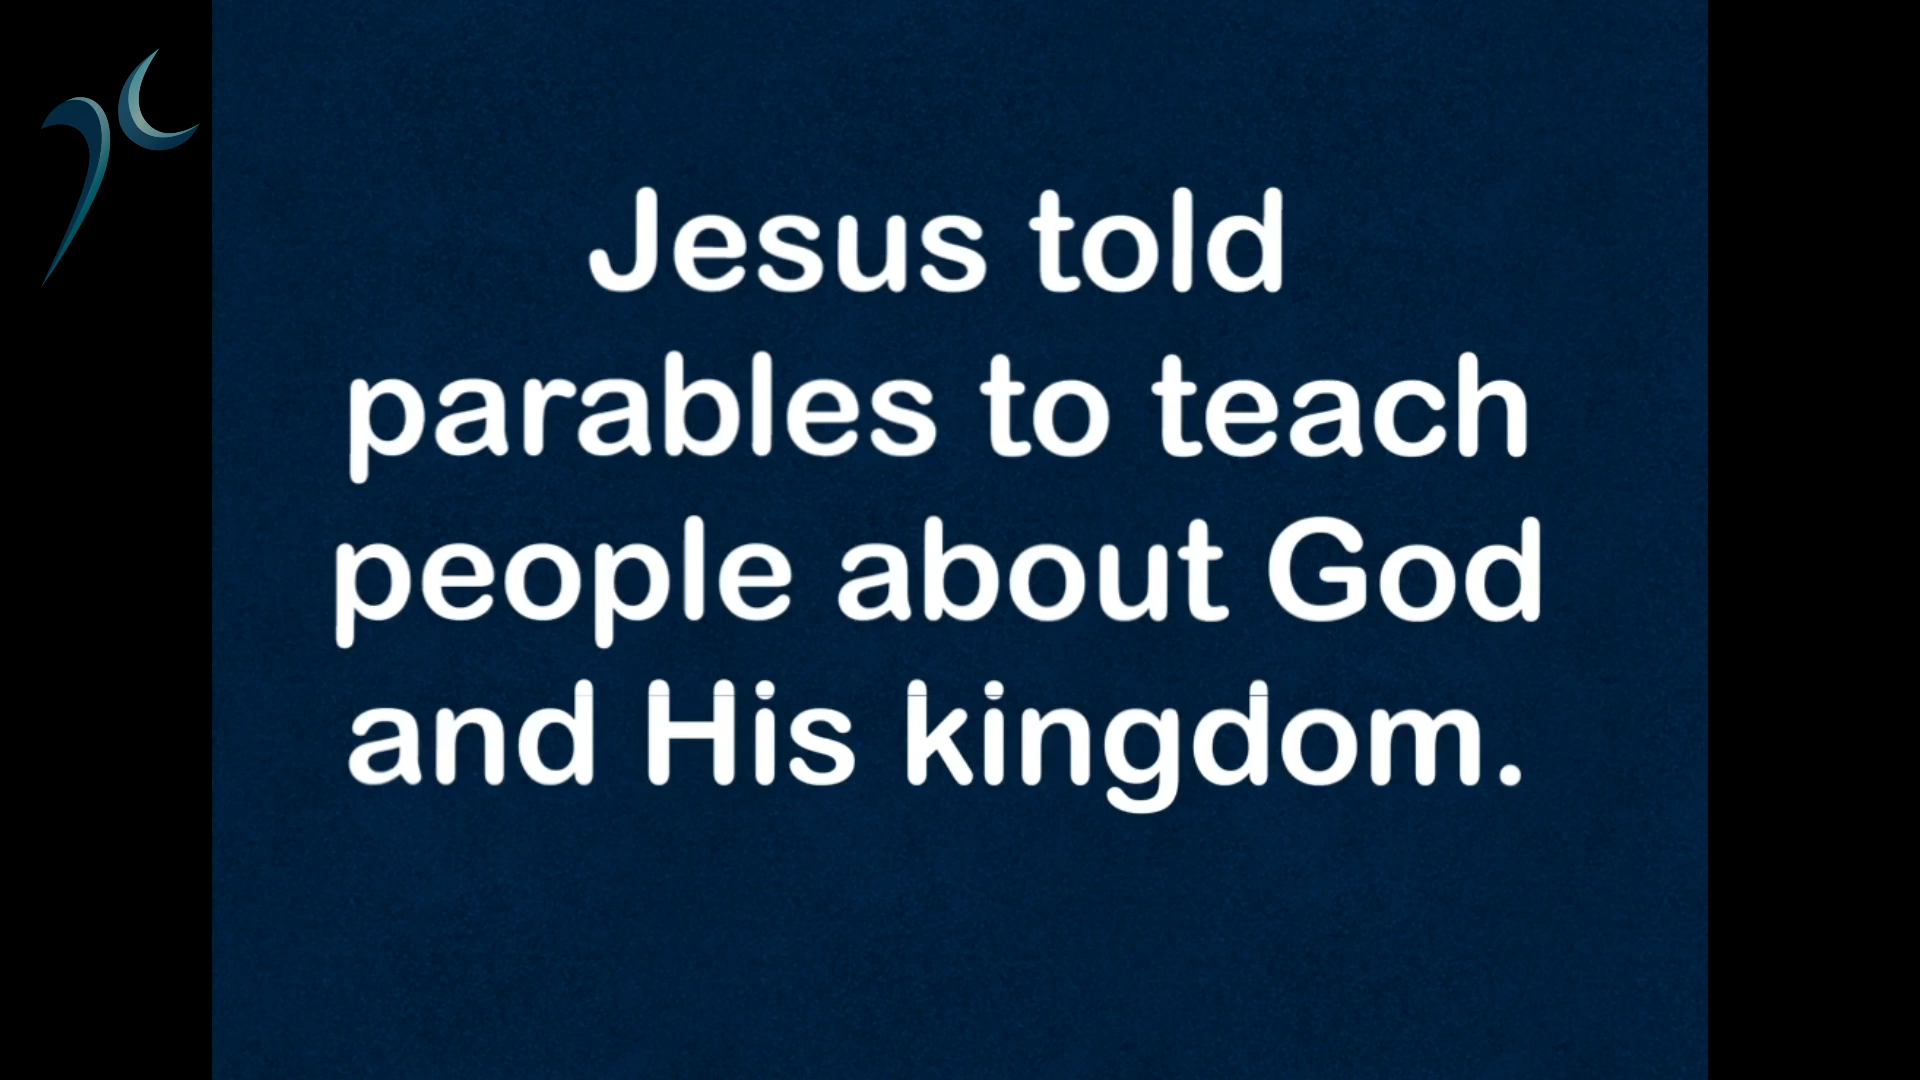 Jesus told
parables to teach
people about God
and His kingdom.